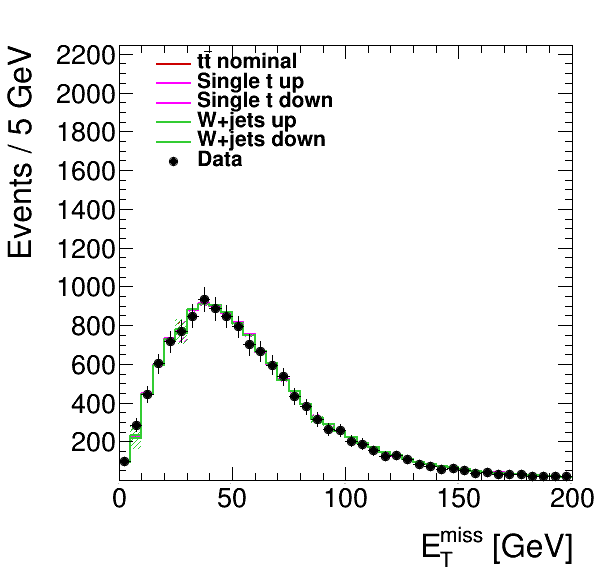 Events / 5 GeV
2200
2000
1800
1600
1400
1200
1000
800
600
400
200
tt̄ nominal
Single t up
Single t down
W+jets up
W+jets down
Data
0 50 100 150 200
E_T^miss [GeV]